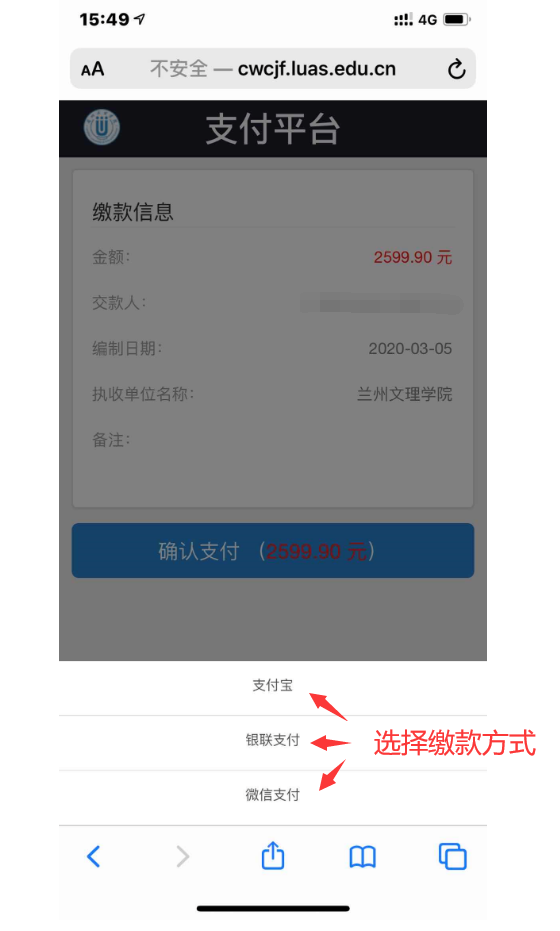 15:49
4G
AA 不安全 — cwcjf.luas.edu.cn
支付平台
缴款信息
金额: 2599.90 元
交款人:
编制日期: 2020-03-05
执收单位名称: 兰州文理学院
备注:
确认支付 (2599.90 元)
支付宝
银联支付
选择缴款方式
微信支付